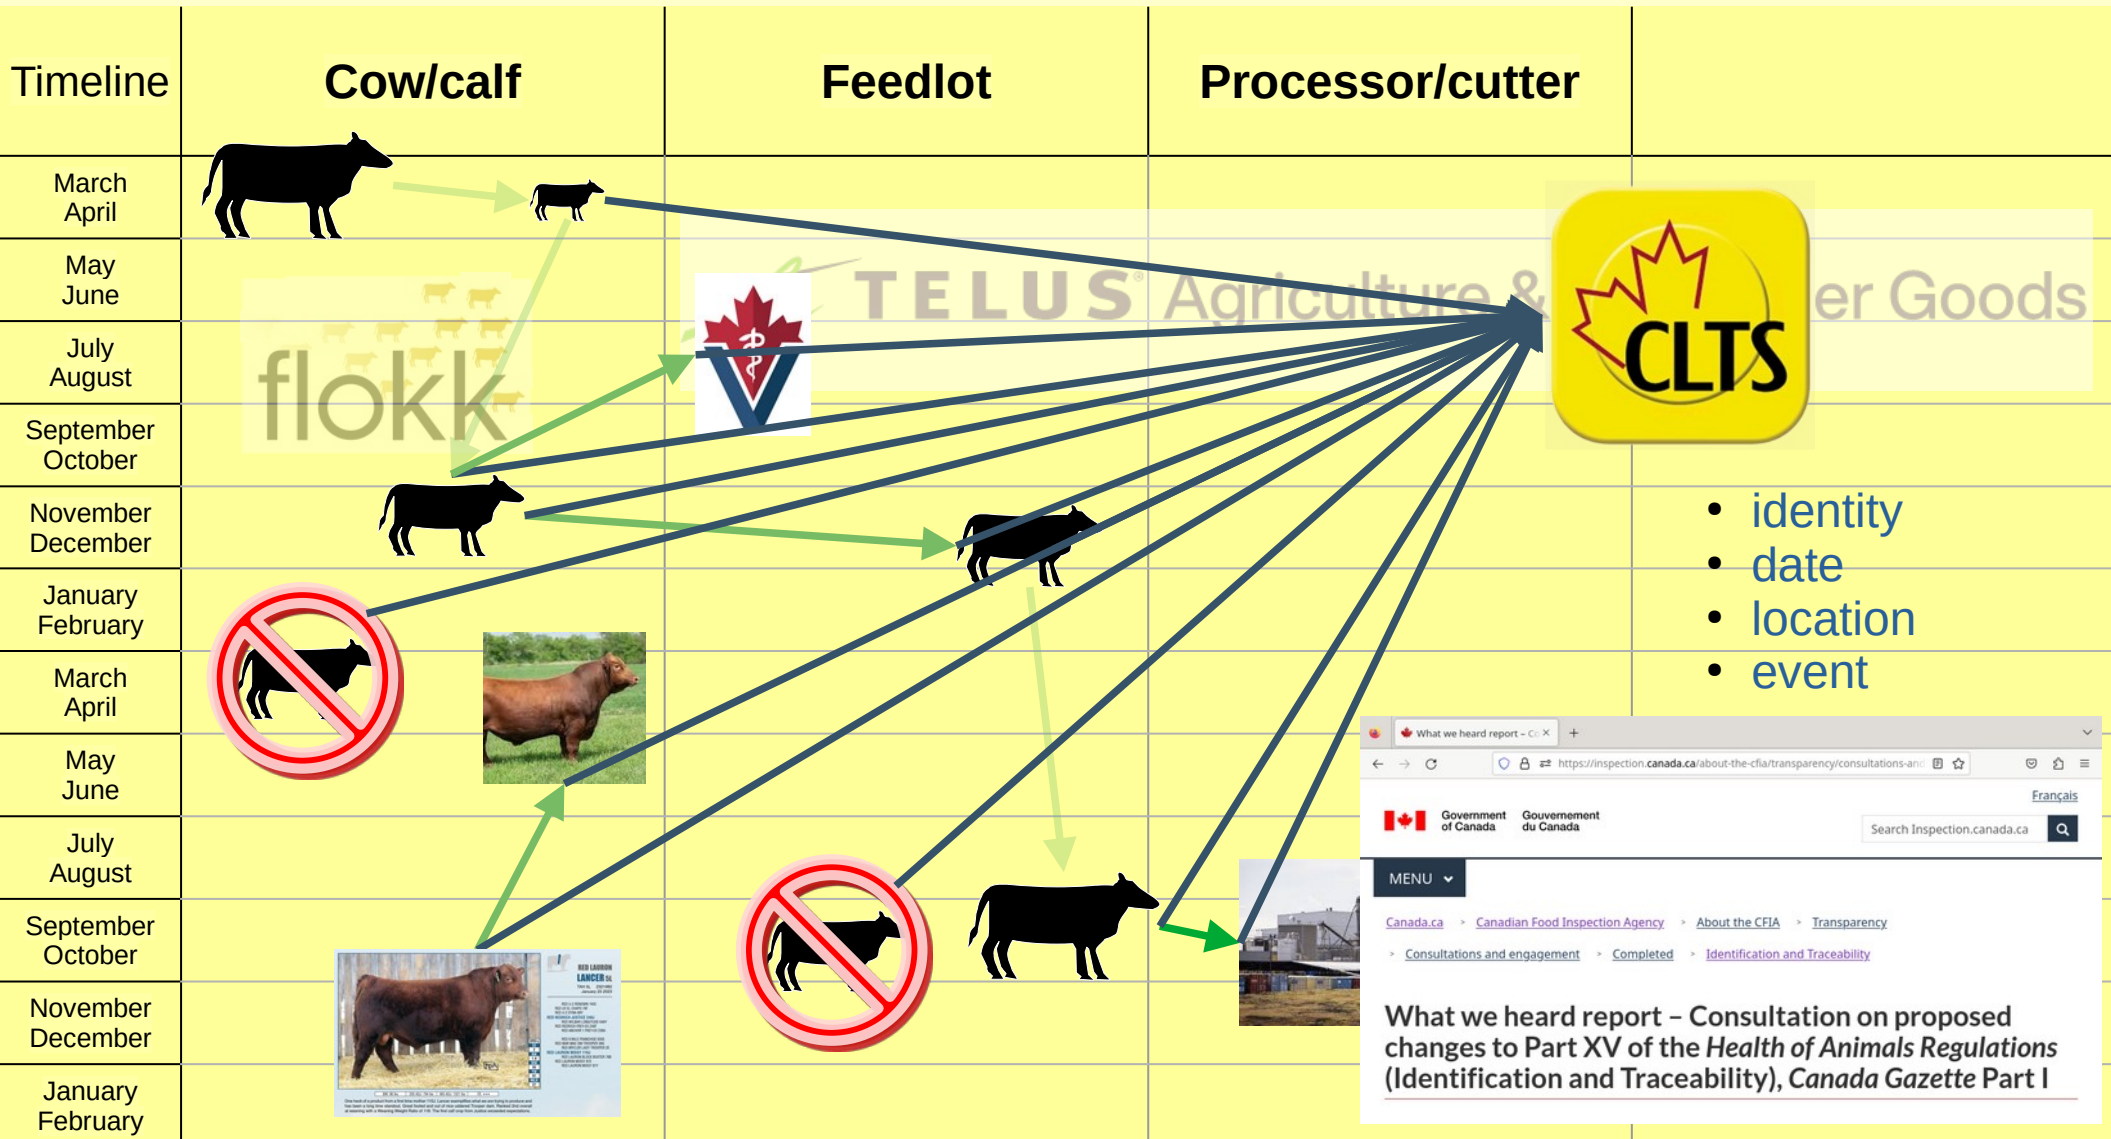 Timeline
Cow/calf
Feedlot
Processor/cutter
March
April
May
June
July
August
September
October
November
December
January
February
March
April
May
June
July
August
September
October
November
December
January
February
flokk
TELUS® Agriculture &
er Goods
CLTS
• identity
• date
• location
• event
What we heard report – C
https://inspection.canada.ca/about-the-cfia/transparency/consultations-an
Français
Government
of Canada
Gouvernement
du Canada
Search Inspection.canada.ca
MENU
Canada.ca > Canadian Food Inspection Agency > About the CFIA > Transparency
> Consultations and engagement > Completed > Identification and Traceability
What we heard report – Consultation on proposed
changes to Part XV of the Health of Animals Regulations
(Identification and Traceability), Canada Gazette Part I
RED LAURON
LANCER